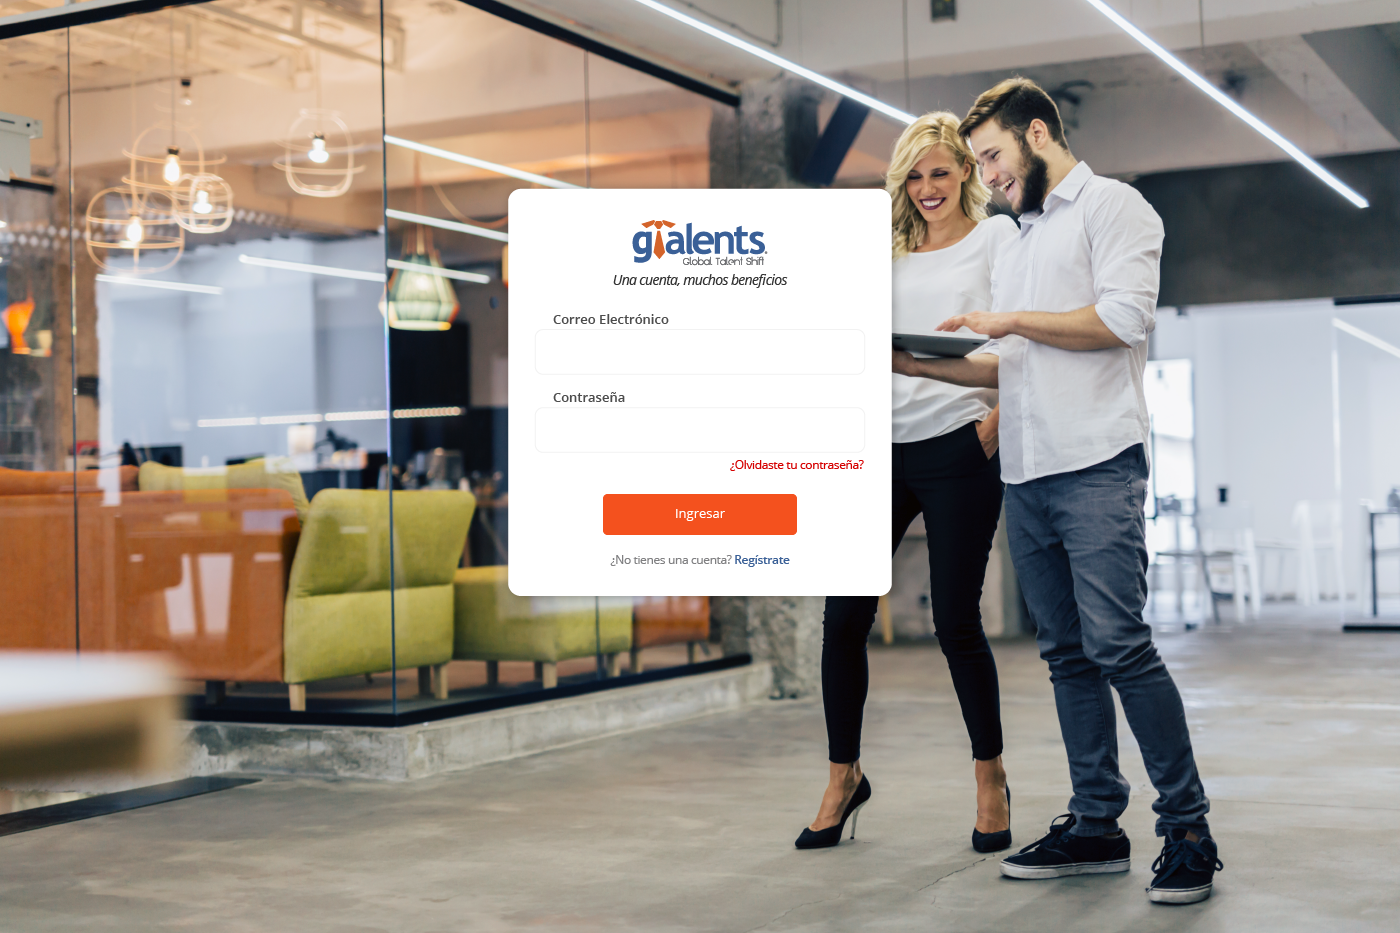 gtalents
Global Talent Shift
Una cuenta, muchos beneficios
Correo Electrónico
Contraseña
¿Olvidaste tu contraseña?
Ingresar
¿No tienes una cuenta? Regístrate